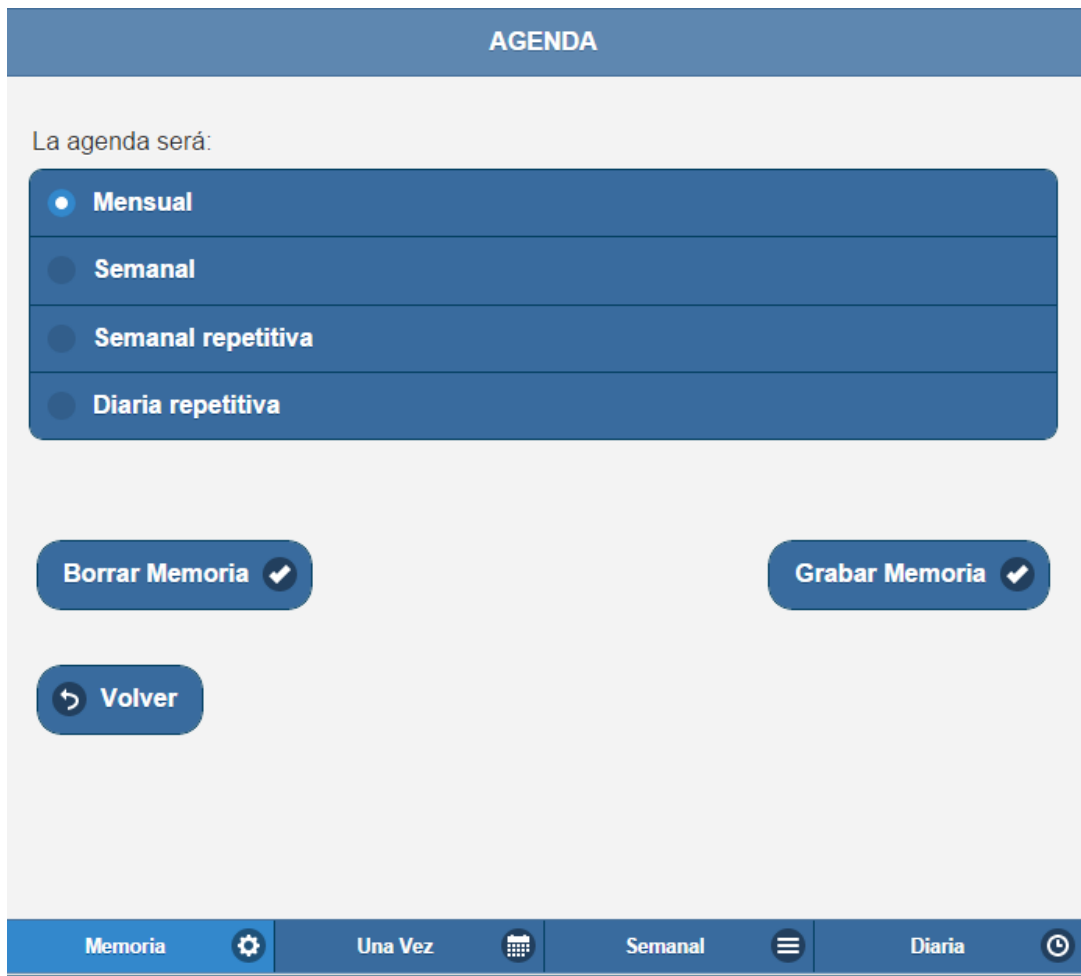 AGENDA
La agenda será:
Mensual
Semanal
Semanal repetitiva
Diaria repetitiva
Borrar Memoria
Grabar Memoria
Volver
Memoria
Una Vez
Semanal
Diaria